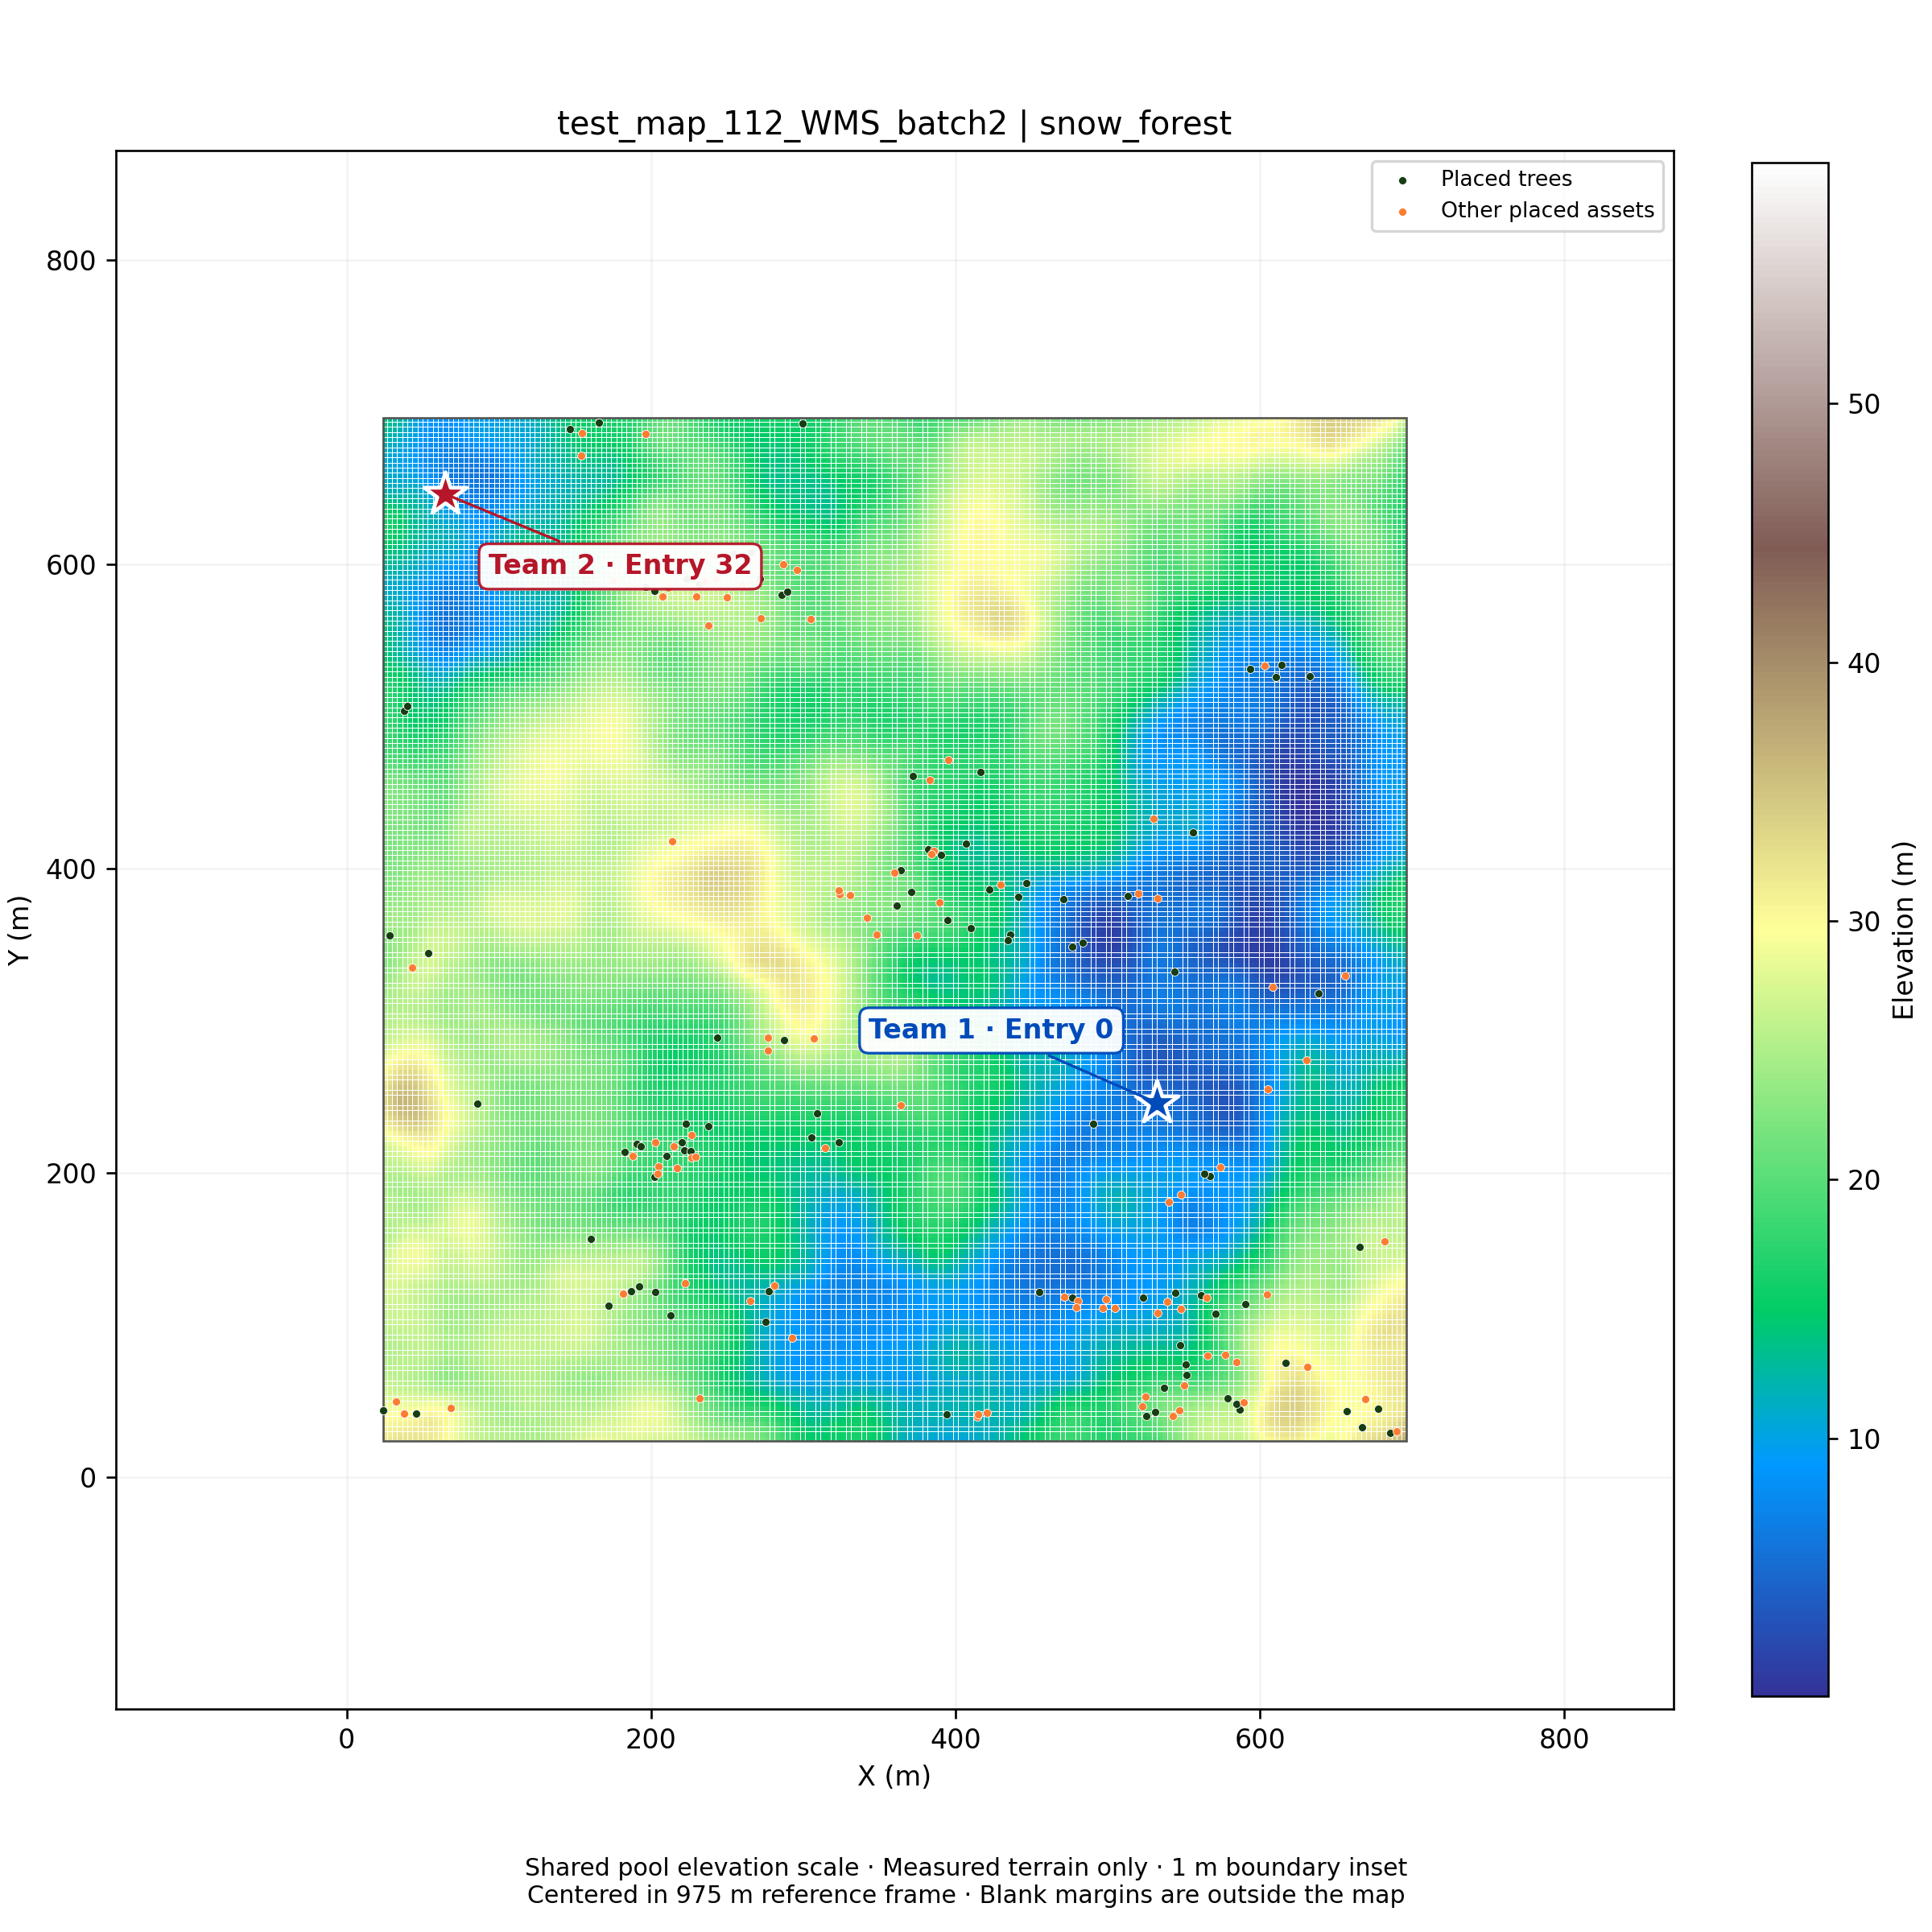 test_map_112_WMS_batch2 | snow_forest
Placed trees
Other placed assets
800
600
400
200
0
Y (m)
Team 2 · Entry 32
Team 1 · Entry 0
0
200
400
600
800
X (m)
50
40
30
20
10
Elevation (m)
Shared pool elevation scale · Measured terrain only · 1 m boundary inset
Centered in 975 m reference frame · Blank margins are outside the map